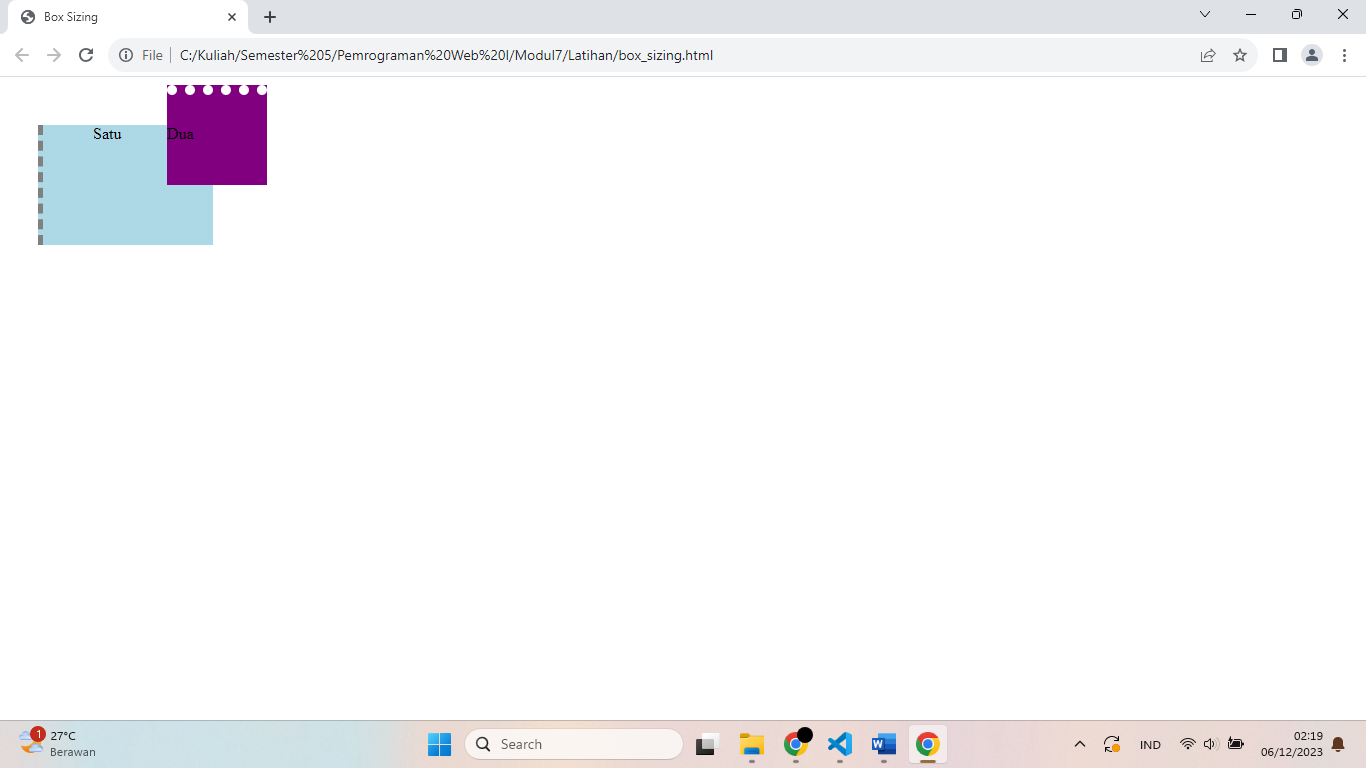 Box Sizing
File
C:/Kuliah/Semester%205/Pemrograman%20Web%20I/Modul7/Latihan/box_sizing.html
Satu
Dua
1
27°C
Berawan
Search
IND
02:19
06/12/2023